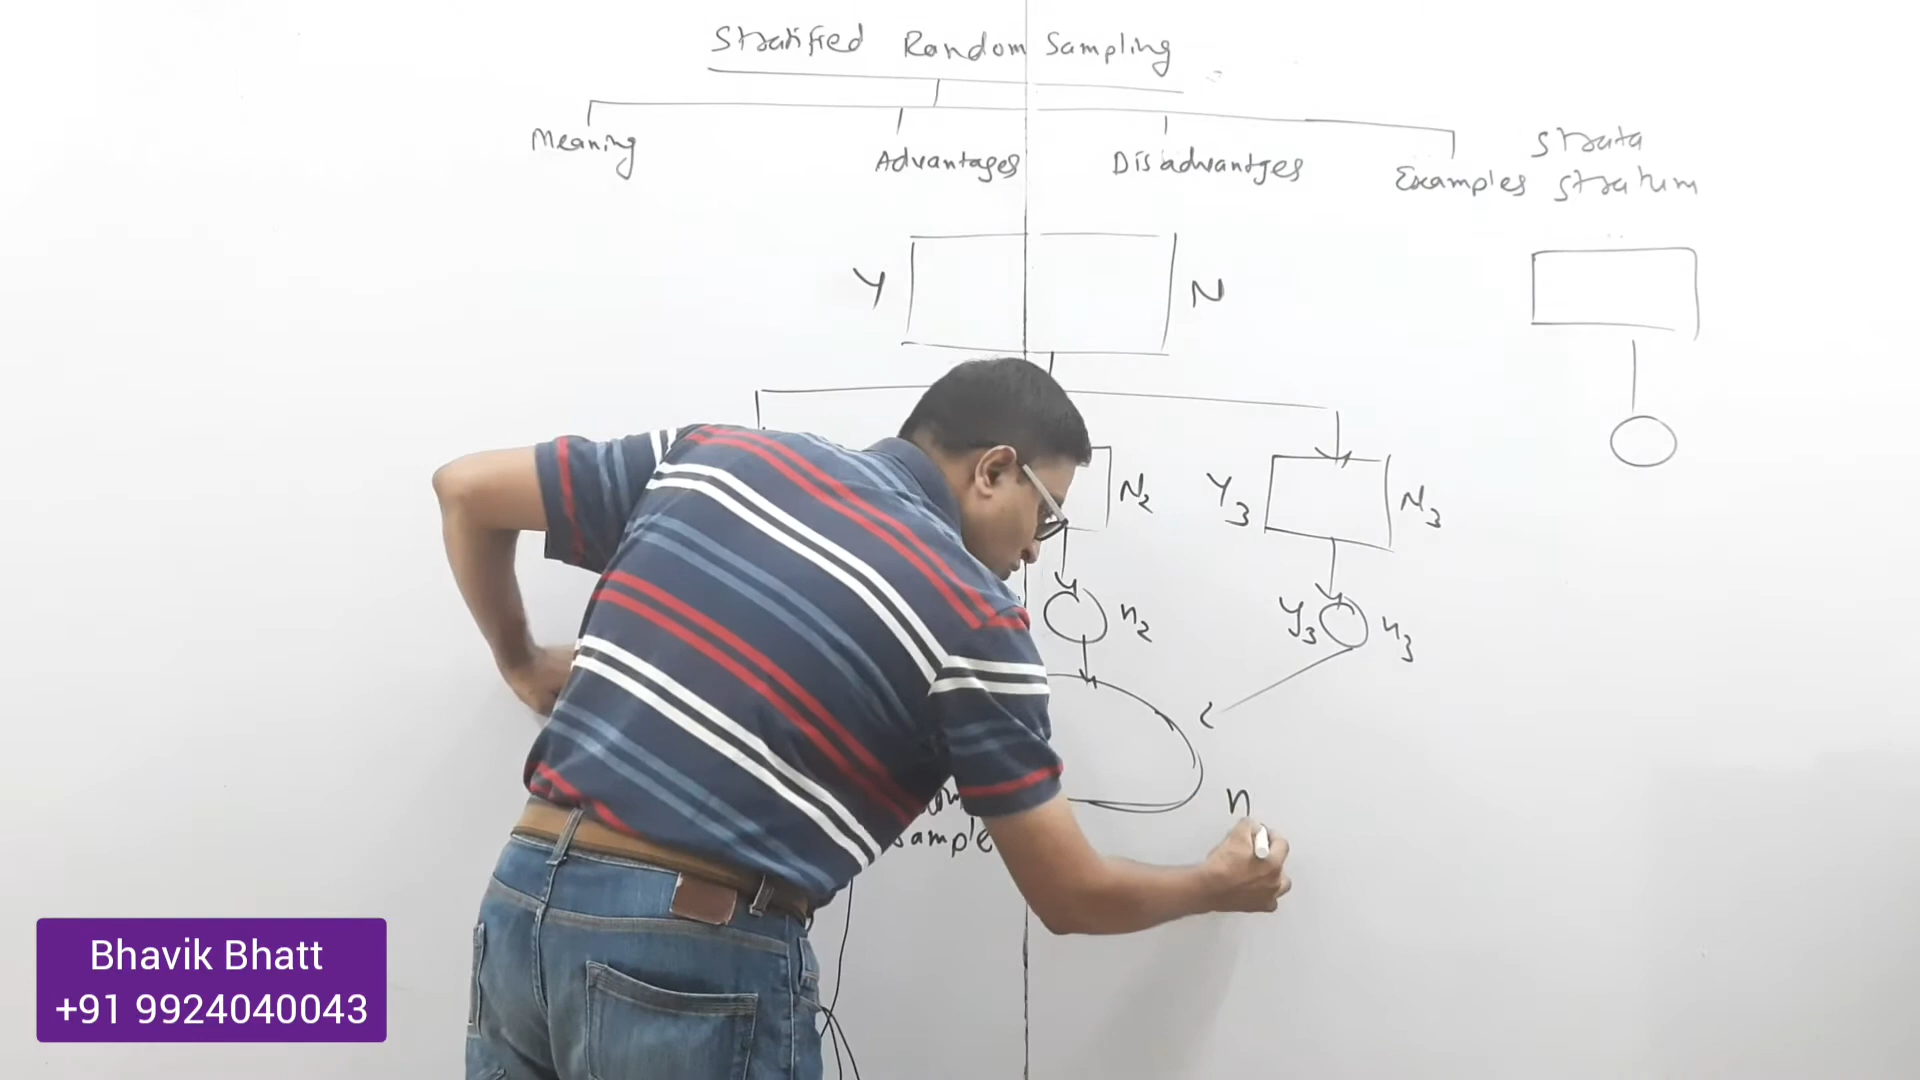 Stratified Random Sampling
Meaning
Advantages
Disadvantges
Examples
Strata
Stratum
Y
N
N2
Y3
N3
n2
y3
n3
n
Sample
Bhavik Bhatt
+91 9924040043